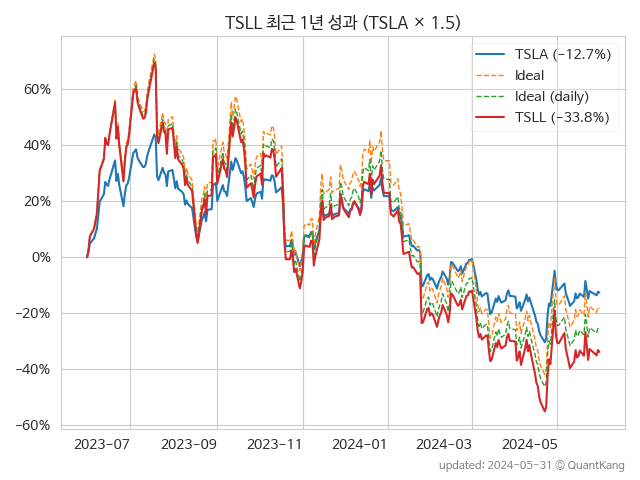 TSLL 최근 1년 성과 (TSLA × 1.5)
TSLA (−12.7%)
Ideal
Ideal (daily)
TSLL (−33.8%)
60%
40%
20%
0%
−20%
−40%
−60%
2023−07
2023−09
2023−11
2024−01
2024−03
2024−05
updated: 2024−05−31 © QuantKang